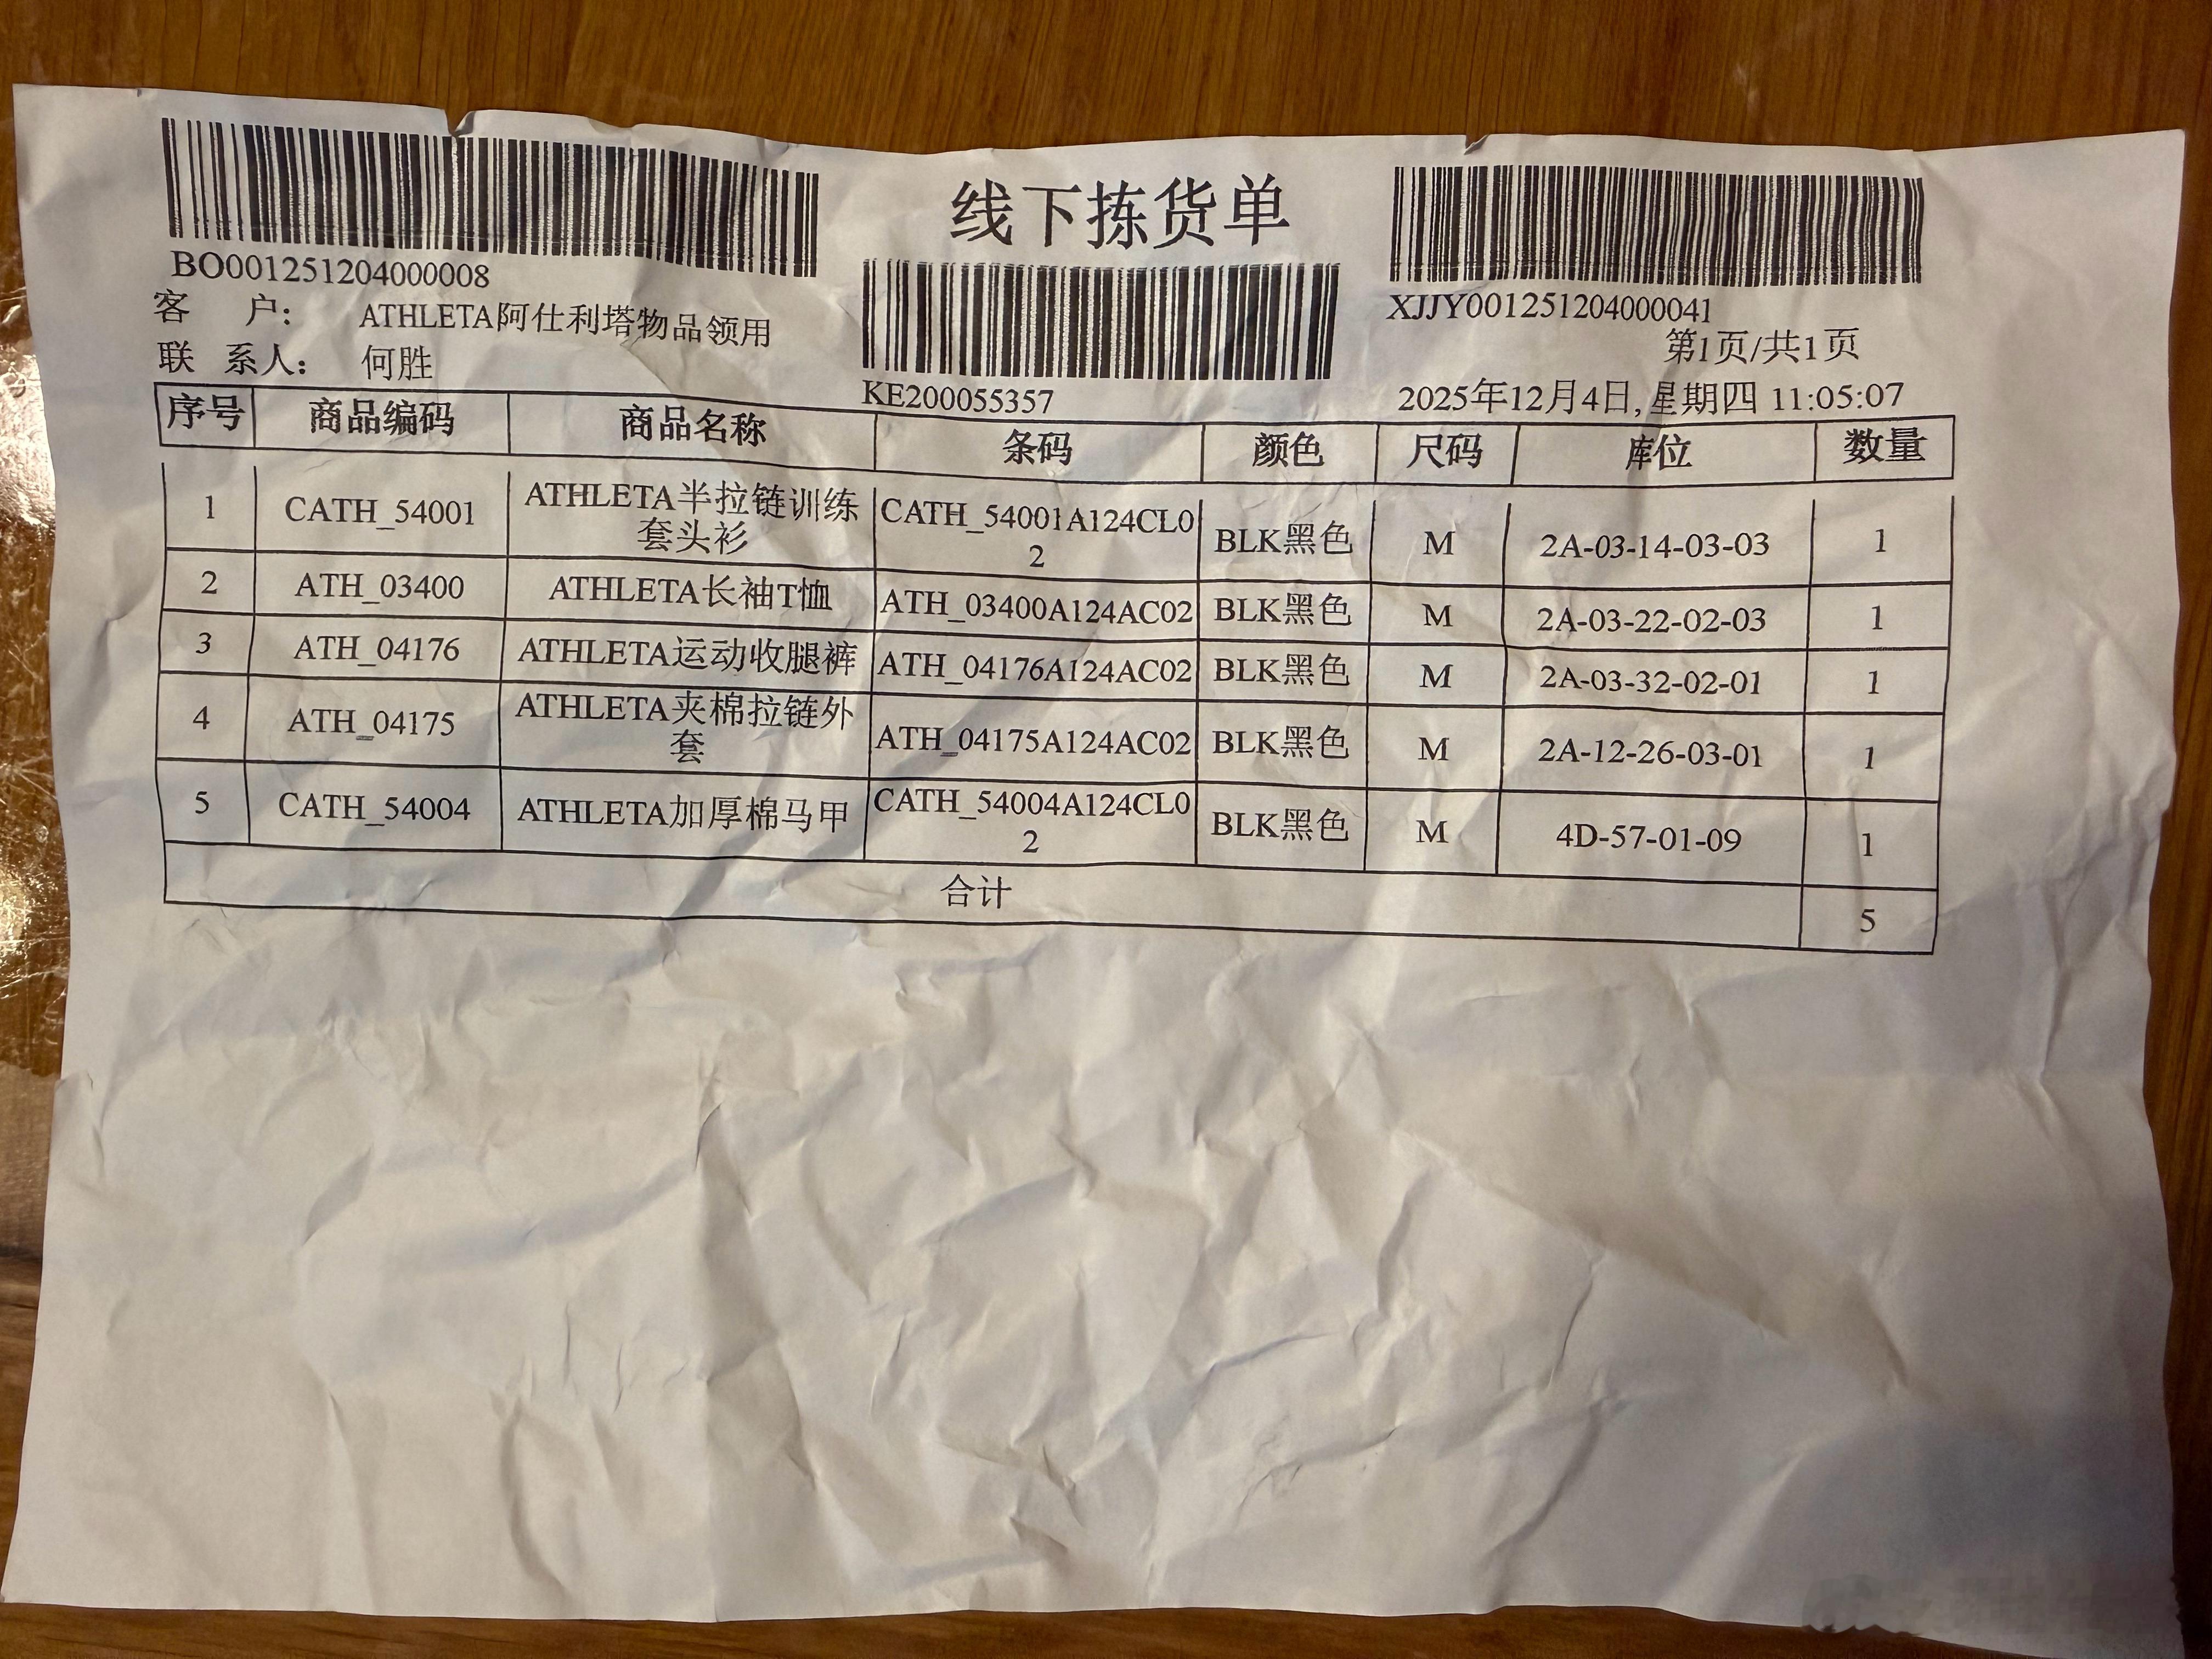 线下拣货单
BO001251204000008
XJJY001251204000041
客 户： ATHLETA阿仕利塔物品领用
第1页/共1页
联 系人： 何胜
KE200055357
2025年12月4日, 星期四 11:05:07
序号 商品编码 商品名称 条码 颜色 尺码 库位 数量
1 CATH_54001 ATHLETA半拉链训练套头衫 CATH_54001A124CL02 BLK黑色 M 2A-03-14-03-03 1
2 ATH_03400 ATHLETA长袖T恤 ATH_03400A124AC02 BLK黑色 M 2A-03-22-02-03 1
3 ATH_04176 ATHLETA运动收腿裤 ATH_04176A124AC02 BLK黑色 M 2A-03-32-02-01 1
4 ATH_04175 ATHLETA夹棉拉链外套 ATH_04175A124AC02 BLK黑色 M 2A-12-26-03-01 1
5 CATH_54004 ATHLETA加厚棉马甲 CATH_54004A124CL02 BLK黑色 M 4D-57-01-09 1
合计 5